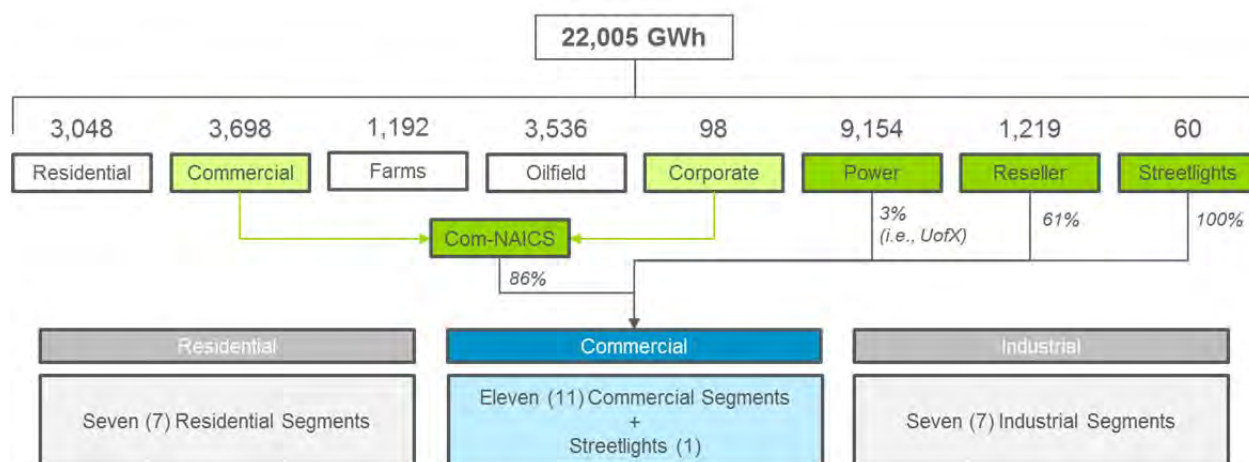 22,005 GWh
3,048 3,698 1,192 3,536 98 9,154 1,219 60
Residential Commercial Farms Oilfield Corporate Power Reseller Streetlights
3%
(i.e., UofX)
61%
100%
Com-NAICS
86%
Residential Commercial Industrial
Seven (7) Residential Segments
Eleven (11) Commercial Segments
+
Streetlights (1)
Seven (7) Industrial Segments